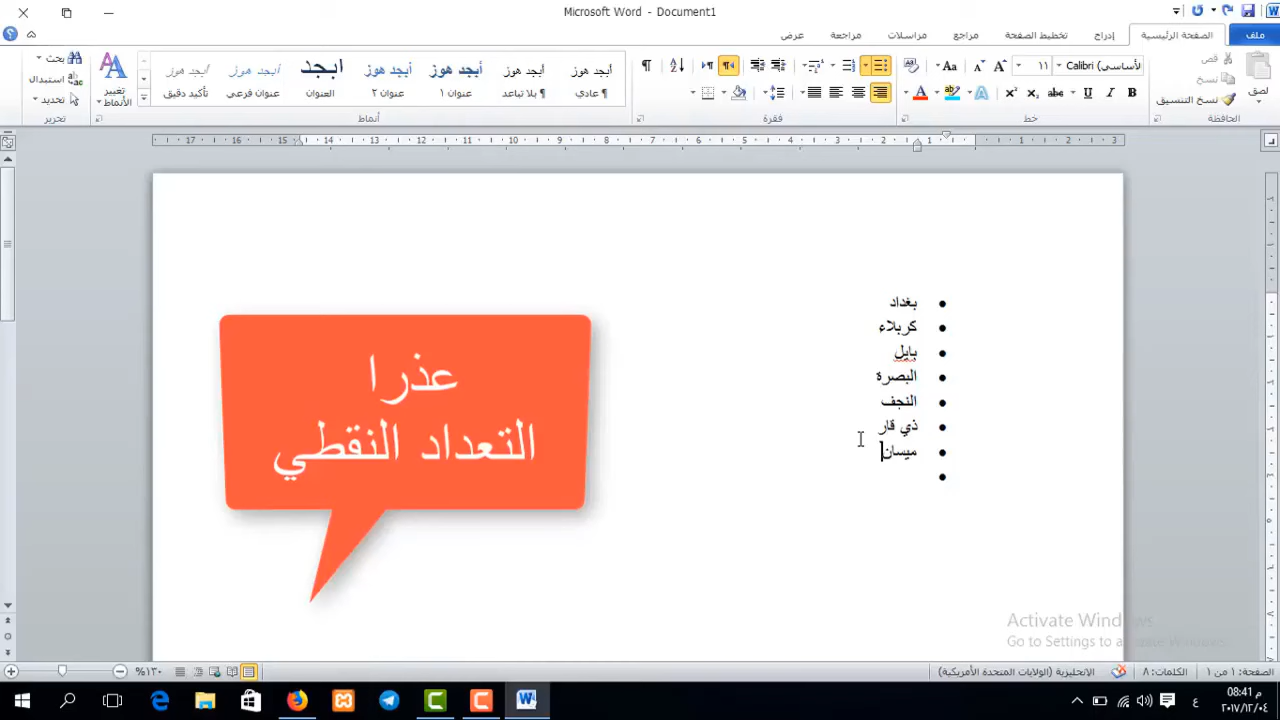 Microsoft Word - Document1
ملف
الصفحة الرئيسية
إدراج
تخطيط الصفحة
مراجع
مراسلات
مراجعة
عرض
لصق
قص
نسخ
نسخ التنسيق
الحافظة
Calibri (الأساسي)
١١
خط
فقرة
أبجد هوز
¶ عادي
أبجد هوز
¶ بلا تباعد
أبجد هوز
عنوان ١
أبجد هوز
عنوان ٢
ابجد
العنوان
أبجد هوز
عنوان فرعي
أبجد هوز
تأكيد دقيق
أنماط
تغيير الأنماط
بحث
استبدال
تحديد
تحرير
بغداد
كربلاء
بايل
البصرة
النجف
ذي قار
ميسان
عذرا
التعداد النقطي
Activate Windows
Go to Settings to activate Windows.
الصفحة: ١ من ١
الكلمات: ٨
الإنجليزية (الولايات المتحدة الأمريكية)
١٣٠%
08:41 م
٢٠١٧/١٢/٠٤